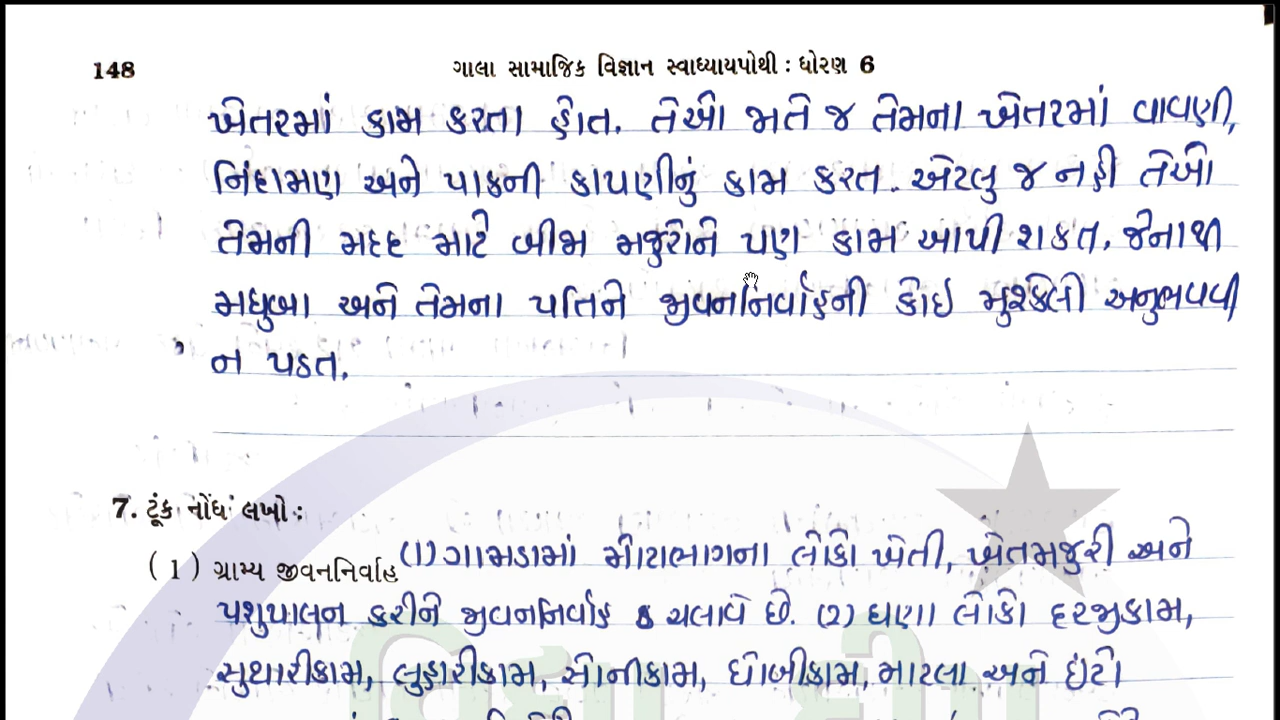 148 ગાલા સામાજિક વિજ્ઞાન સ્વાધ્યાયપોથી : ધોરણ 6
ખેતરમાં કામ કરતા હોત. તેઓ જાતે જ તેમના ખેતરમાં વાવણી,
નિંદામણ અને પાકની કાપણીનું કામ કરત. એટલુ જ નહી તેઓ
તેમની મદદ માટે બીજા મજુરોને પણ કામ આપી શકત. જેનાથી
મધુબા અને તેમના પતિને જીવનનિર્વાહની કોઇ મુશ્કેલી અનુભવવી
ન પડત.
7. ટૂંક નોંધ લખો :
( 1 ) ગ્રામ્ય જીવનનિર્વાહ (1) ગામડામાં મોટાભાગના લોકો ખેતી, ખેતમજુરી અને
પશુપાલન કરીને જીવનનિર્વાહ ચલાવે છે. (2) ઘણા લોકો દરજીકામ,
સુથારીકામ, લુહારીકામ, સોનીકામ, ધોબીકામ, માટલા અને ઇંટો